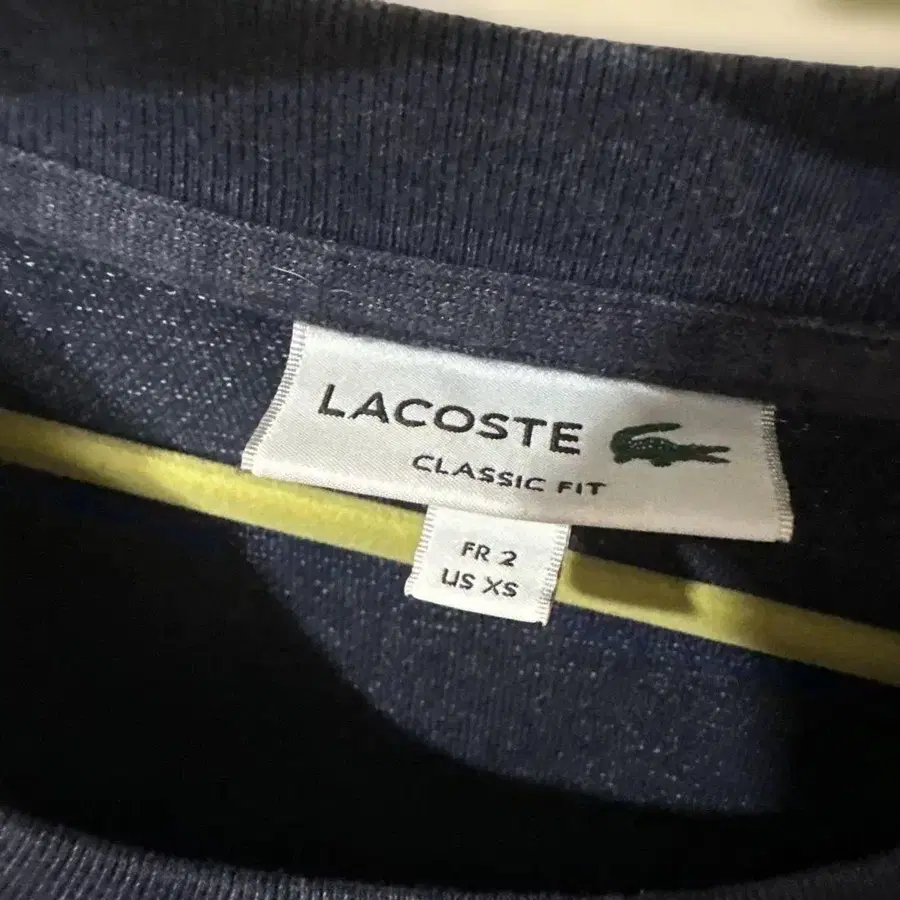 LACOSTE
CLASSIC FIT
FR 2
US XS